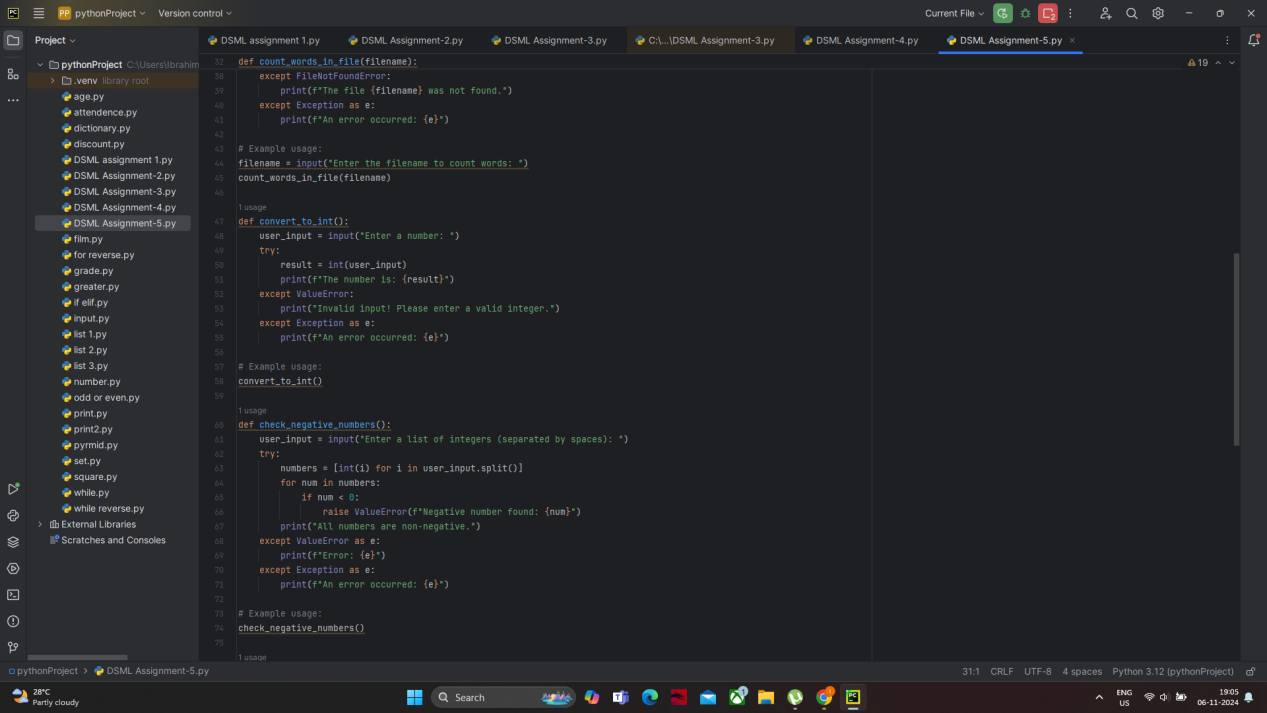 PC
PP pythonProject
Version control
Current File
2
Project
DSML assignment 1.py
DSML Assignment-2.py
DSML Assignment-3.py
C:\...\DSML Assignment-3.py
DSML Assignment-4.py
DSML Assignment-5.py
pythonProject C:\Users\Ibrahim
.venv library root
age.py
attendence.py
dictionary.py
discount.py
DSML assignment 1.py
DSML Assignment-2.py
DSML Assignment-3.py
DSML Assignment-4.py
DSML Assignment-5.py
film.py
for reverse.py
grade.py
greater.py
if elif.py
input.py
list 1.py
list 2.py
list 3.py
number.py
odd or even.py
print.py
print2.py
pyrmid.py
set.py
square.py
while.py
while reverse.py
External Libraries
Scratches and Consoles
19
32 def count_words_in_file(filename):
38 except FileNotFoundError:
39 print(f"The file {filename} was not found.")
40 except Exception as e:
41 print(f"An error occurred: {e}")
42
43 # Example usage:
44 filename = input("Enter the filename to count words: ")
45 count_words_in_file(filename)
46
1 usage
47 def convert_to_int():
48 user_input = input("Enter a number: ")
49 try:
50 result = int(user_input)
51 print(f"The number is: {result}")
52 except ValueError:
53 print("Invalid input! Please enter a valid integer.")
54 except Exception as e:
55 print(f"An error occurred: {e}")
56
57 # Example usage:
58 convert_to_int()
59
1 usage
60 def check_negative_numbers():
61 user_input = input("Enter a list of integers (separated by spaces): ")
62 try:
63 numbers = [int(i) for i in user_input.split()]
64 for num in numbers:
65 if num < 0:
66 raise ValueError(f"Negative number found: {num}")
67 print("All numbers are non-negative.")
68 except ValueError as e:
69 print(f"Error: {e}")
70 except Exception as e:
71 print(f"An error occurred: {e}")
72
73 # Example usage:
74 check_negative_numbers()
75
1 usage
pythonProject > DSML Assignment-5.py
31:1 CRLF UTF-8 4 spaces Python 3.12 (pythonProject)
28°C
Partly cloudy
Search
1
PC
ENG
US
19:05
06-11-2024